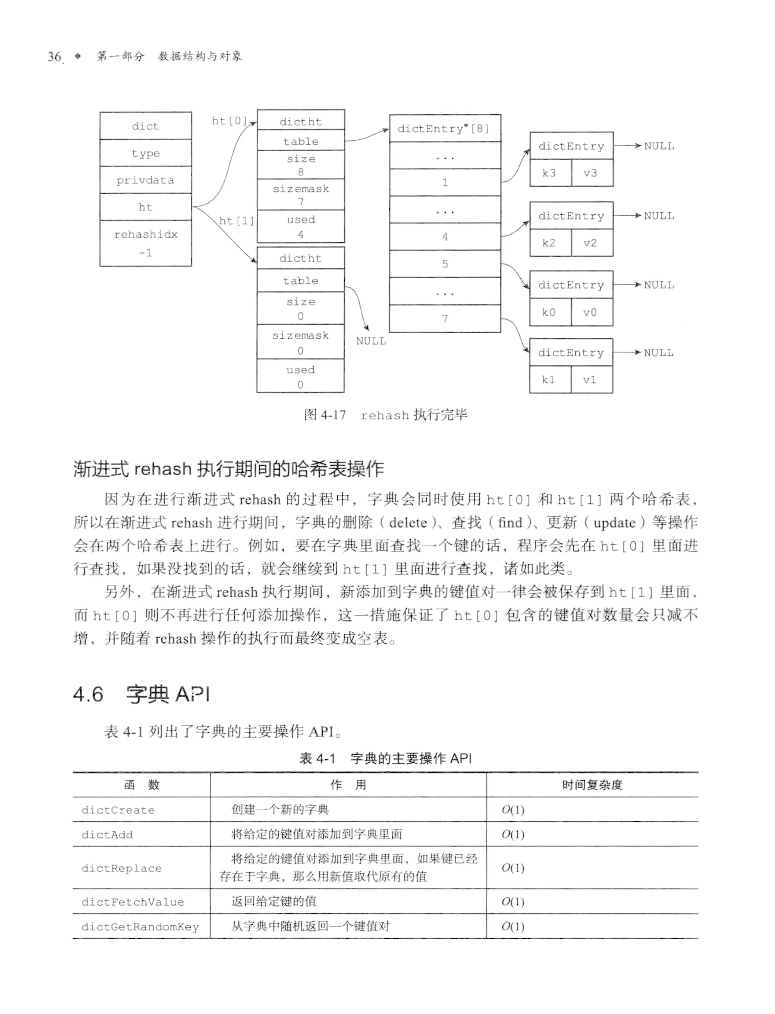 36 第一部分 数据结构与对象
dict
type
privdata
ht
rehashidx
-1
ht[0]
ht[1]
dictht
table
size
8
sizemask
7
used
4
dictht
table
size
0
sizemask
0
used
0
NULL
dictEntry*[8]
...
1
...
4
5
...
7
dictEntry
k3 v3
NULL
dictEntry
k2 v2
NULL
dictEntry
k0 v0
NULL
dictEntry
k1 v1
NULL
图 4-17 rehash 执行完毕
渐进式 rehash 执行期间的哈希表操作
因为在进行渐进式 rehash 的过程中，字典会同时使用 ht[0] 和 ht[1] 两个哈希表，
所以在渐进式 rehash 进行期间，字典的删除（delete）、查找（find）、更新（update）等操作
会在两个哈希表上进行。例如，要在字典里面查找一个键的话，程序会先在 ht[0] 里面进
行查找，如果没找到的话，就会继续到 ht[1] 里面进行查找，诸如此类。
另外，在渐进式 rehash 执行期间，新添加到字典的键值对一律会被保存到 ht[1] 里面，
而 ht[0] 则不再进行任何添加操作，这一措施保证了 ht[0] 包含的键值对数量会只减不
增，并随着 rehash 操作的执行而最终变成空表。
4.6 字典 API
表 4-1 列出了字典的主要操作 API。
表 4-1 字典的主要操作 API
函 数 作 用 时间复杂度
dictCreate 创建一个新的字典 O(1)
dictAdd 将给定的键值对添加到字典里面 O(1)
dictReplace 将给定的键值对添加到字典里面，如果键已经
存在于字典，那么用新值取代原有的值 O(1)
dictFetchValue 返回给定键的值 O(1)
dictGetRandomKey 从字典中随机返回一个键值对 O(1)